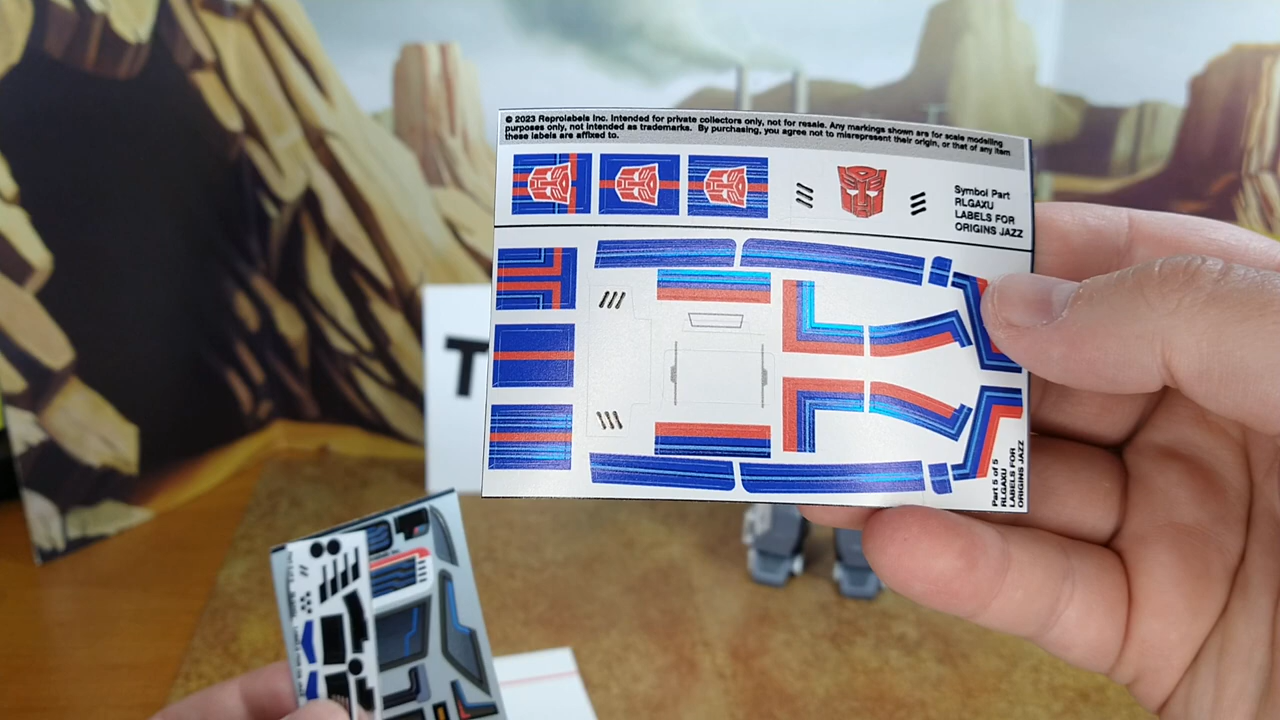 © 2023 Reprolabels Inc. Intended for private collectors only, not for resale. Any markings shown are for scale modelling
purposes only, not intended as trademarks. By purchasing, you agree not to misrepresent their origin, or that of any item
these labels are affixed to.
Symbol Part
RLGAXU
LABELS FOR
ORIGINS JAZZ
T
Part 5 of 5
RLGAXU
LABELS FOR
ORIGINS JAZZ